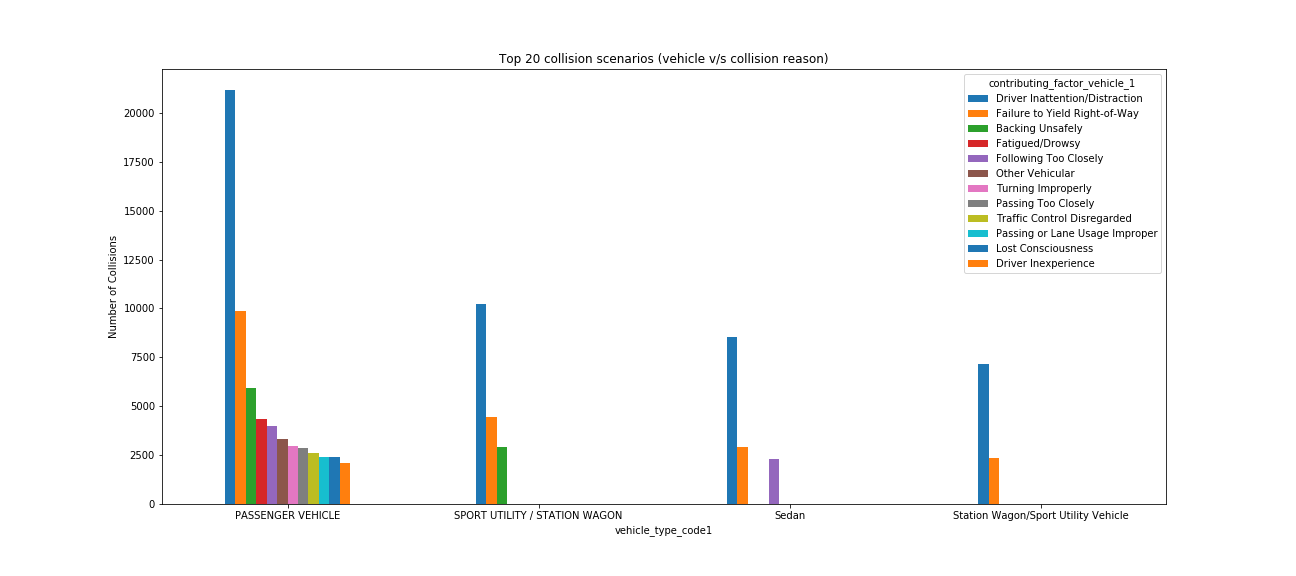 Top 20 collision scenarios (vehicle v/s collision reason)
contributing_factor_vehicle_1
Driver Inattention/Distraction
Failure to Yield Right-of-Way
Backing Unsafely
Fatigued/Drowsy
Following Too Closely
Other Vehicular
Turning Improperly
Passing Too Closely
Traffic Control Disregarded
Passing or Lane Usage Improper
Lost Consciousness
Driver Inexperience
Number of Collisions
20000
17500
15000
12500
10000
7500
5000
2500
0
PASSENGER VEHICLE
SPORT UTILITY / STATION WAGON
Sedan
Station Wagon/Sport Utility Vehicle
vehicle_type_code1